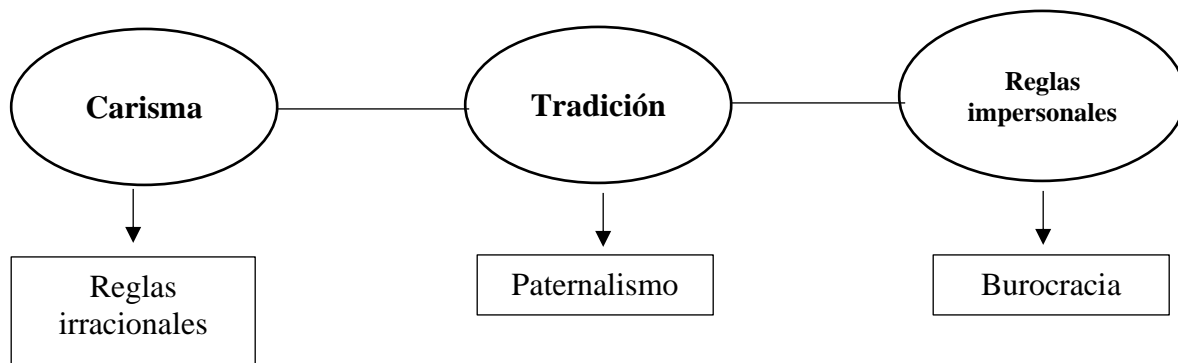 Carisma
Tradición
Reglas
impersonales
Reglas
irracionales
Paternalismo
Burocracia